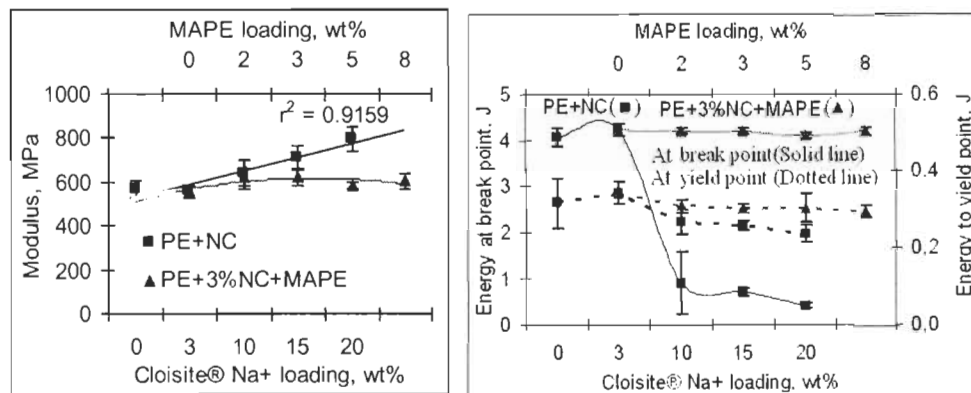 MAPE loading, wt%
0 2 3 5 8
1000
800
600
400
200
0
Modulus, MPa
r² = 0.9159
PE+NC
PE+3%NC+MAPE
0 3 10 15 20
Cloisite® Na+ loading, wt%
MAPE loading, wt%
0 2 3 5 8
5
4
3
2
1
0
Energy at break point. J
PE+NC(■) PE+3%NC+MAPE(▲)
At break point(Solid line)
At yield point (Dotted line)
0.6
0.4
0.2
0,0
Energy to yield point. J
0 3 10 15 20
Cloisite® Na+ loading. wt%